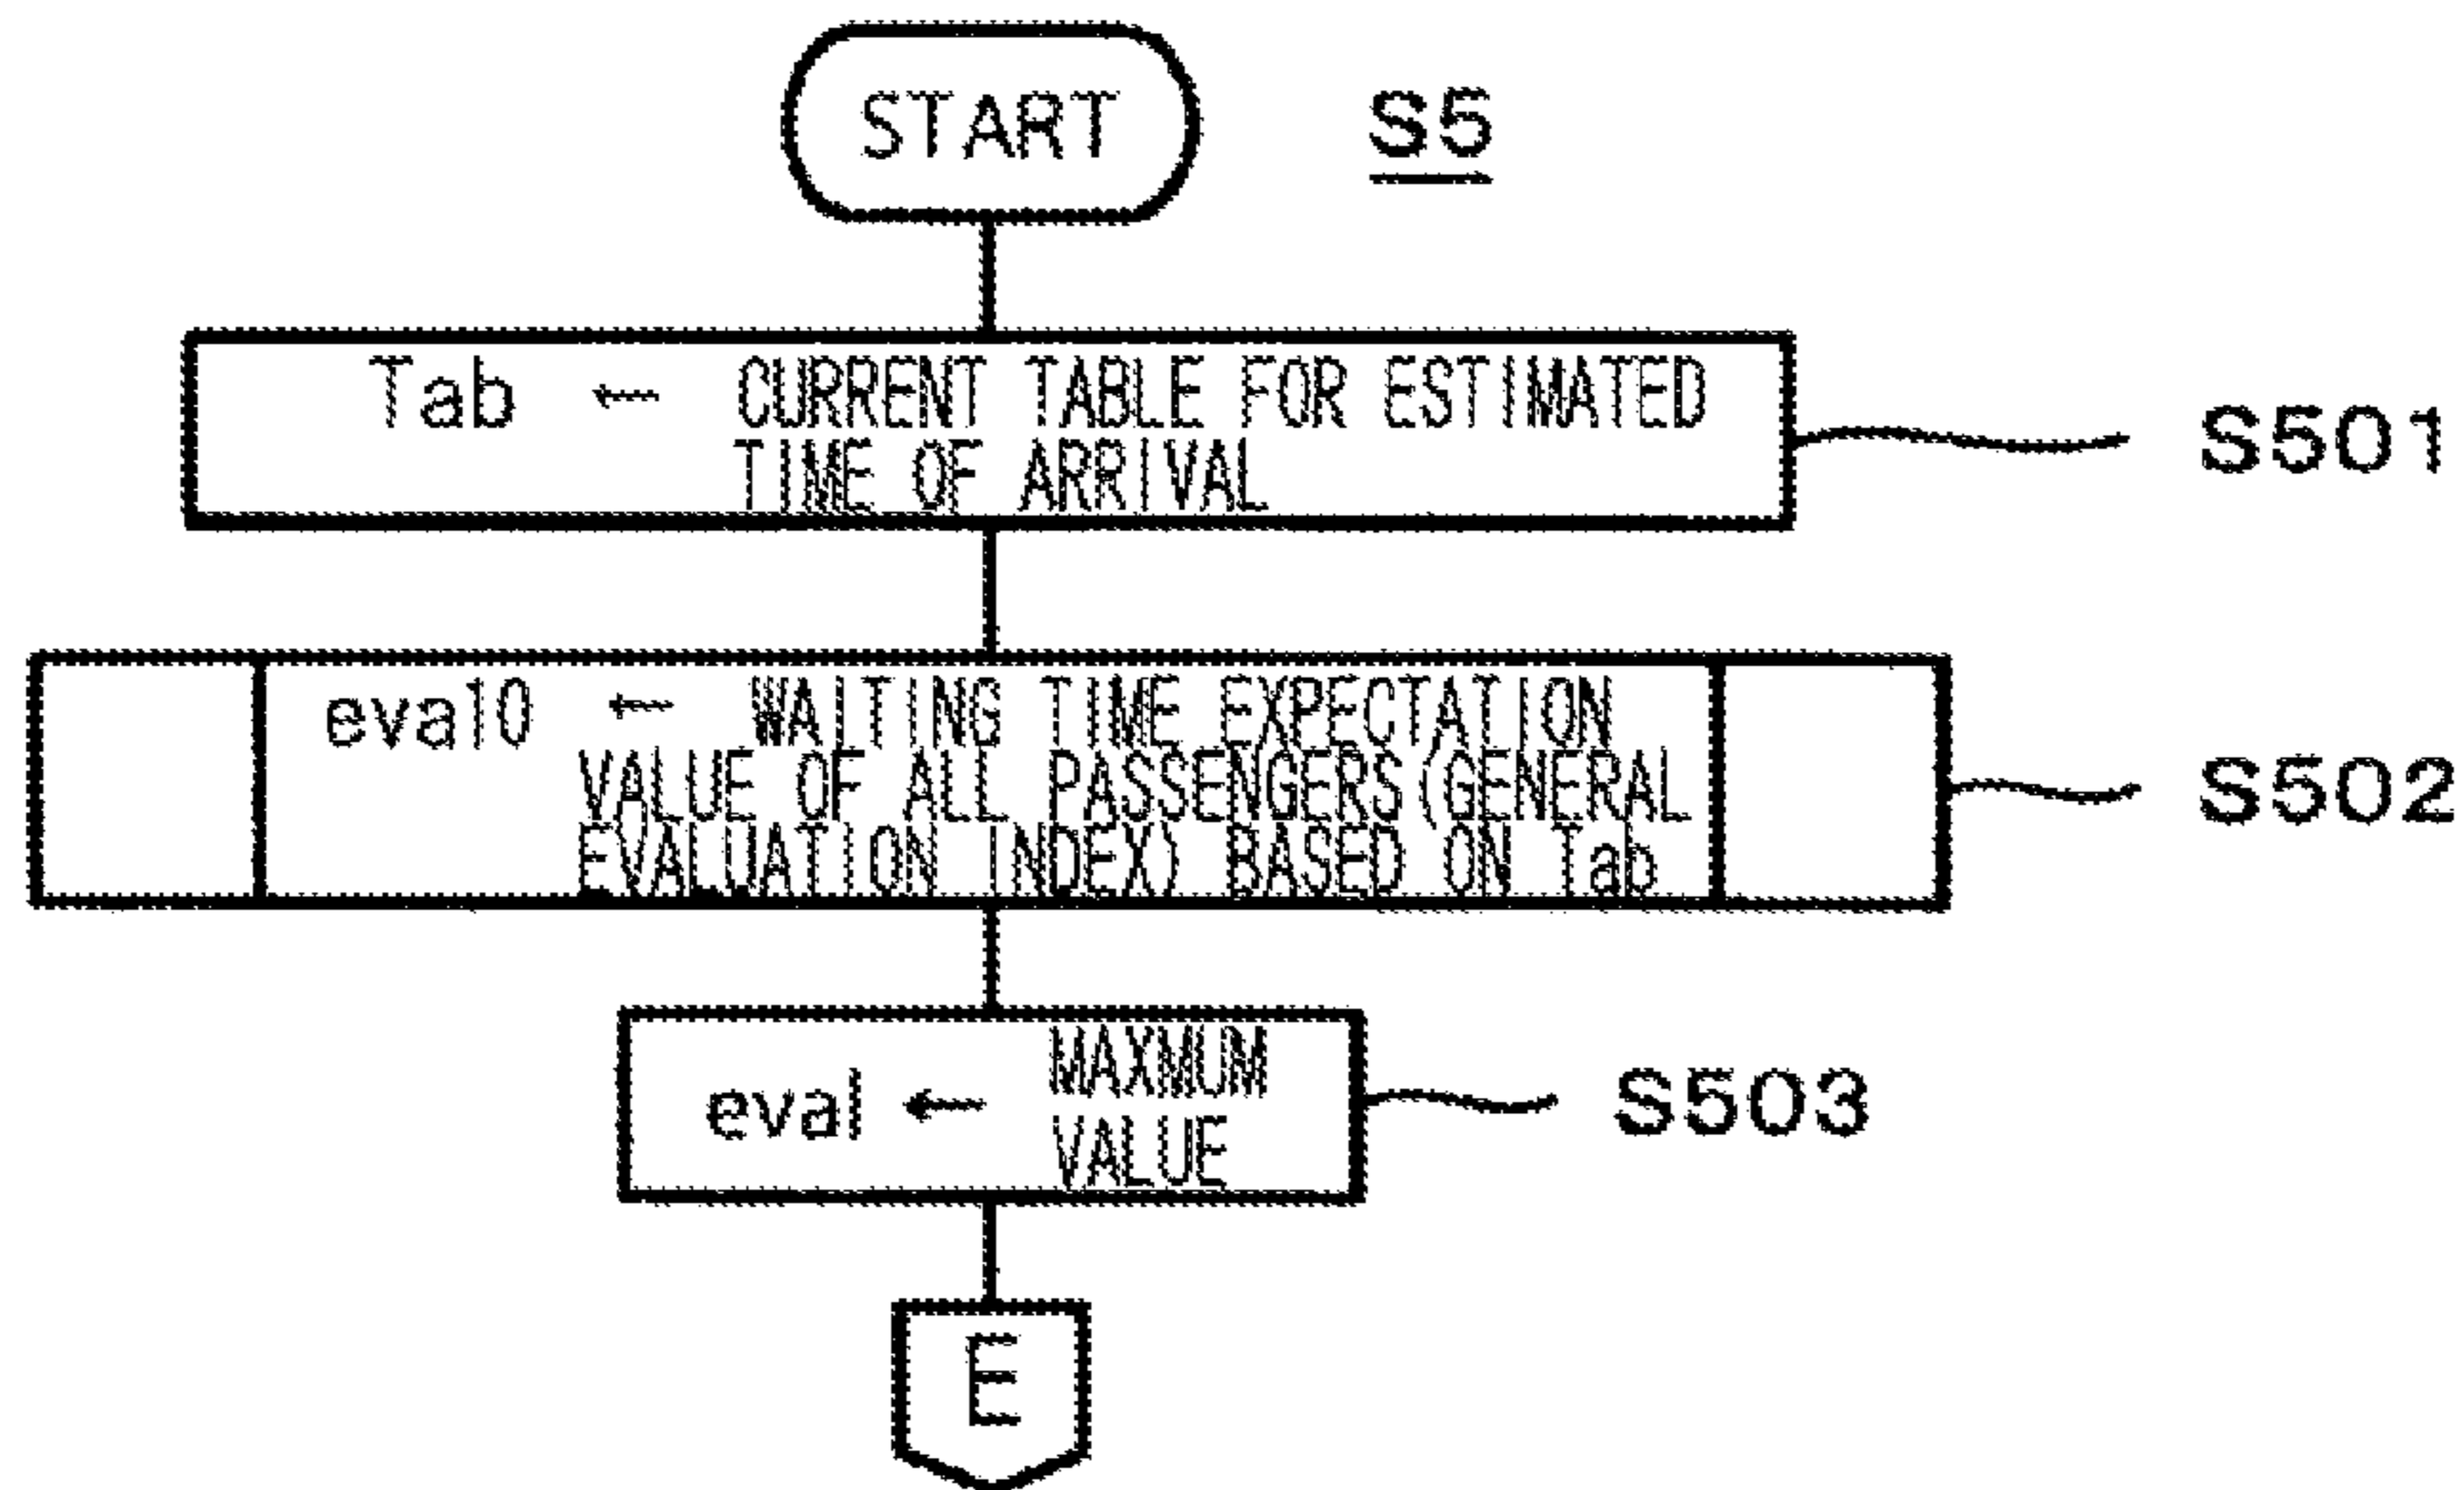 START
S5
Tab ← CURRENT TABLE FOR ESTIMATED
TIME OF ARRIVAL
S501
eval0 ← WAITING TIME EXPECTATION
VALUE OF ALL PASSENGERS(GENERAL
EVALUATION INDEX) BASED ON Tab
S502
eval ← MAXMUM
VALUE
S503
E